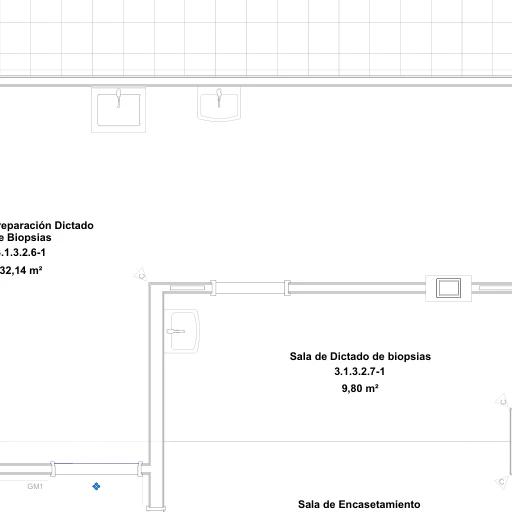 reparación Dictado
e Biopsias
.1.3.2.6-1
32,14 m²
Sala de Dictado de biopsias
3.1.3.2.7-1
9,80 m²
GM1
Sala de Encasetamiento